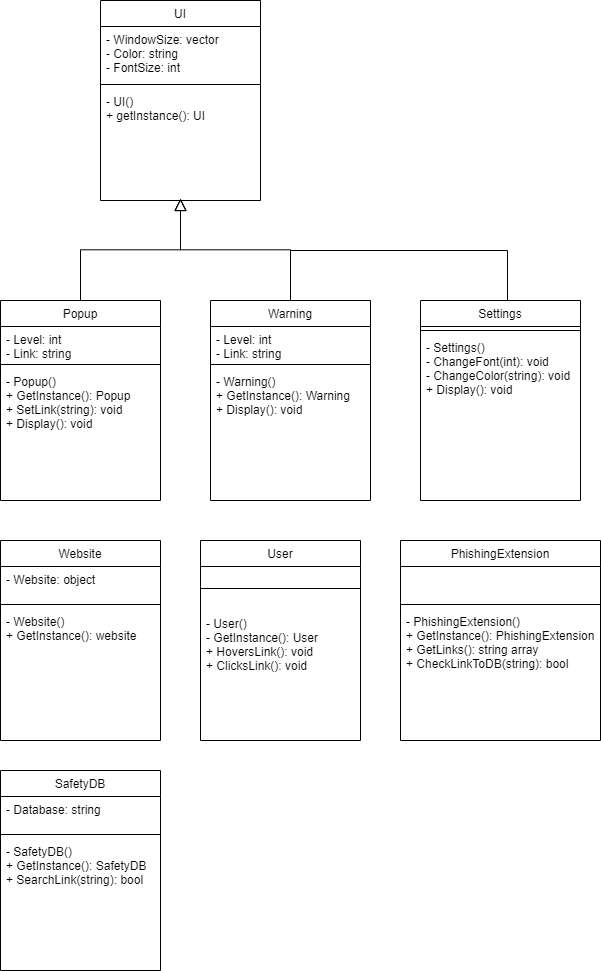 UI
- WindowSize: vector
- Color: string
- FontSize: int
- UI()
+ getInstance(): UI
Popup
- Level: int
- Link: string
- Popup()
+ GetInstance(): Popup
+ SetLink(string): void
+ Display(): void
Warning
- Level: int
- Link: string
- Warning()
+ GetInstance(): Warning
+ Display(): void
Settings
- Settings()
- ChangeFont(int): void
- ChangeColor(string): void
+ Display(): void
Website
- Website: object
- Website()
+ GetInstance(): website
User
- User()
- GetInstance(): User
+ HoversLink(): void
+ ClicksLink(): void
PhishingExtension
- PhishingExtension()
+ GetInstance(): PhishingExtension
+ GetLinks(): string array
+ CheckLinkToDB(string): bool
SafetyDB
- Database: string
- SafetyDB()
+ GetInstance(): SafetyDB
+ SearchLink(string): bool